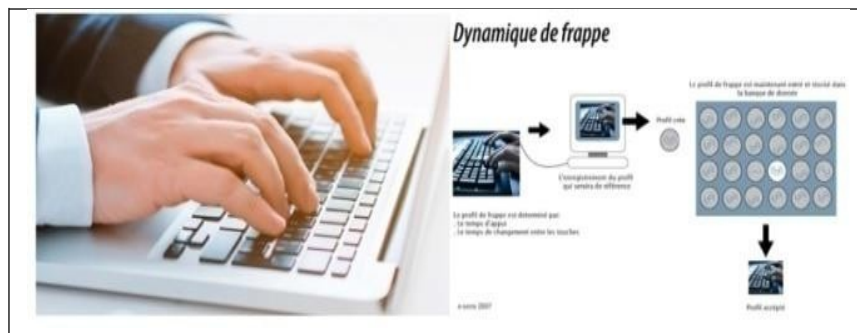 Dynamique de frappe
Le profil de frappe est maintenant entré et stocké dans
la banque de donnée
Profil crée
L'enregistrement du profil
qui servira de référence
Le profil de frappe est déterminé par:
. Le temps d'appui
. Le temps de changement entre les touches
2007
Profil accepté